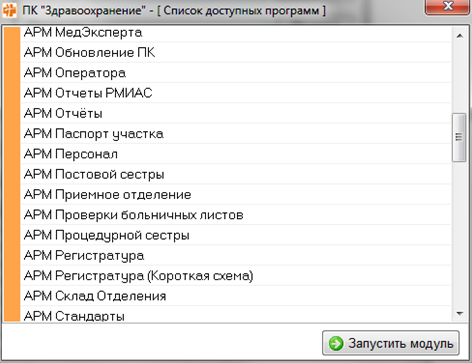 ПК "Здравоохранение" - [ Список доступных программ ]
АРМ МедЭксперта
АРМ Обновление ПК
АРМ Оператора
АРМ Отчеты РМИАС
АРМ Отчёты
АРМ Паспорт участка
АРМ Персонал
АРМ Постовой сестры
АРМ Приемное отделение
АРМ Проверки больничных листов
АРМ Процедурной сестры
АРМ Регистратура
АРМ Регистратура (Короткая схема)
АРМ Склад Отделения
АРМ Стандарты
Запустить модуль